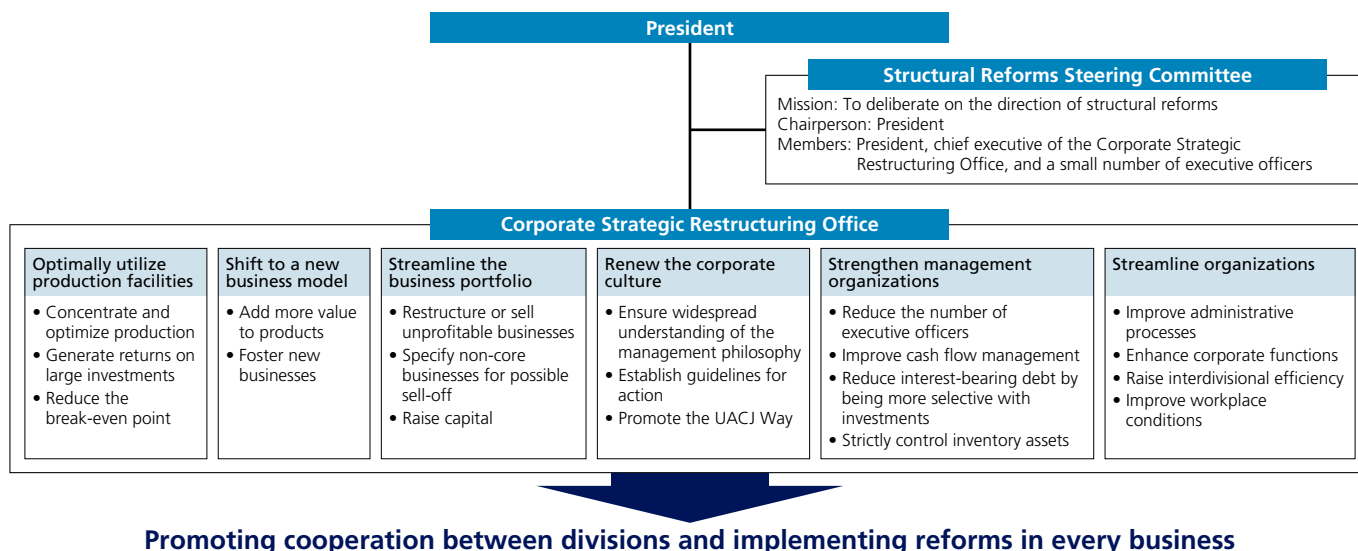 President
Structural Reforms Steering Committee
Mission: To deliberate on the direction of structural reforms
Chairperson: President
Members: President, chief executive of the Corporate Strategic
Restructuring Office, and a small number of executive officers
Corporate Strategic Restructuring Office
Optimally utilize
production facilities
• Concentrate and
optimize production
• Generate returns on
large investments
• Reduce the
break-even point
Shift to a new
business model
• Add more value
to products
• Foster new
businesses
Streamline the
business portfolio
• Restructure or sell
unprofitable businesses
• Specify non-core
businesses for possible
sell-off
• Raise capital
Renew the corporate
culture
• Ensure widespread
understanding of the
management philosophy
• Establish guidelines for
action
• Promote the UACJ Way
Strengthen management
organizations
• Reduce the number of
executive officers
• Improve cash flow management
• Reduce interest-bearing debt by
being more selective with
investments
• Strictly control inventory assets
Streamline organizations
• Improve administrative
processes
• Enhance corporate functions
• Raise interdivisional efficiency
• Improve workplace
conditions
Promoting cooperation between divisions and implementing reforms in every business